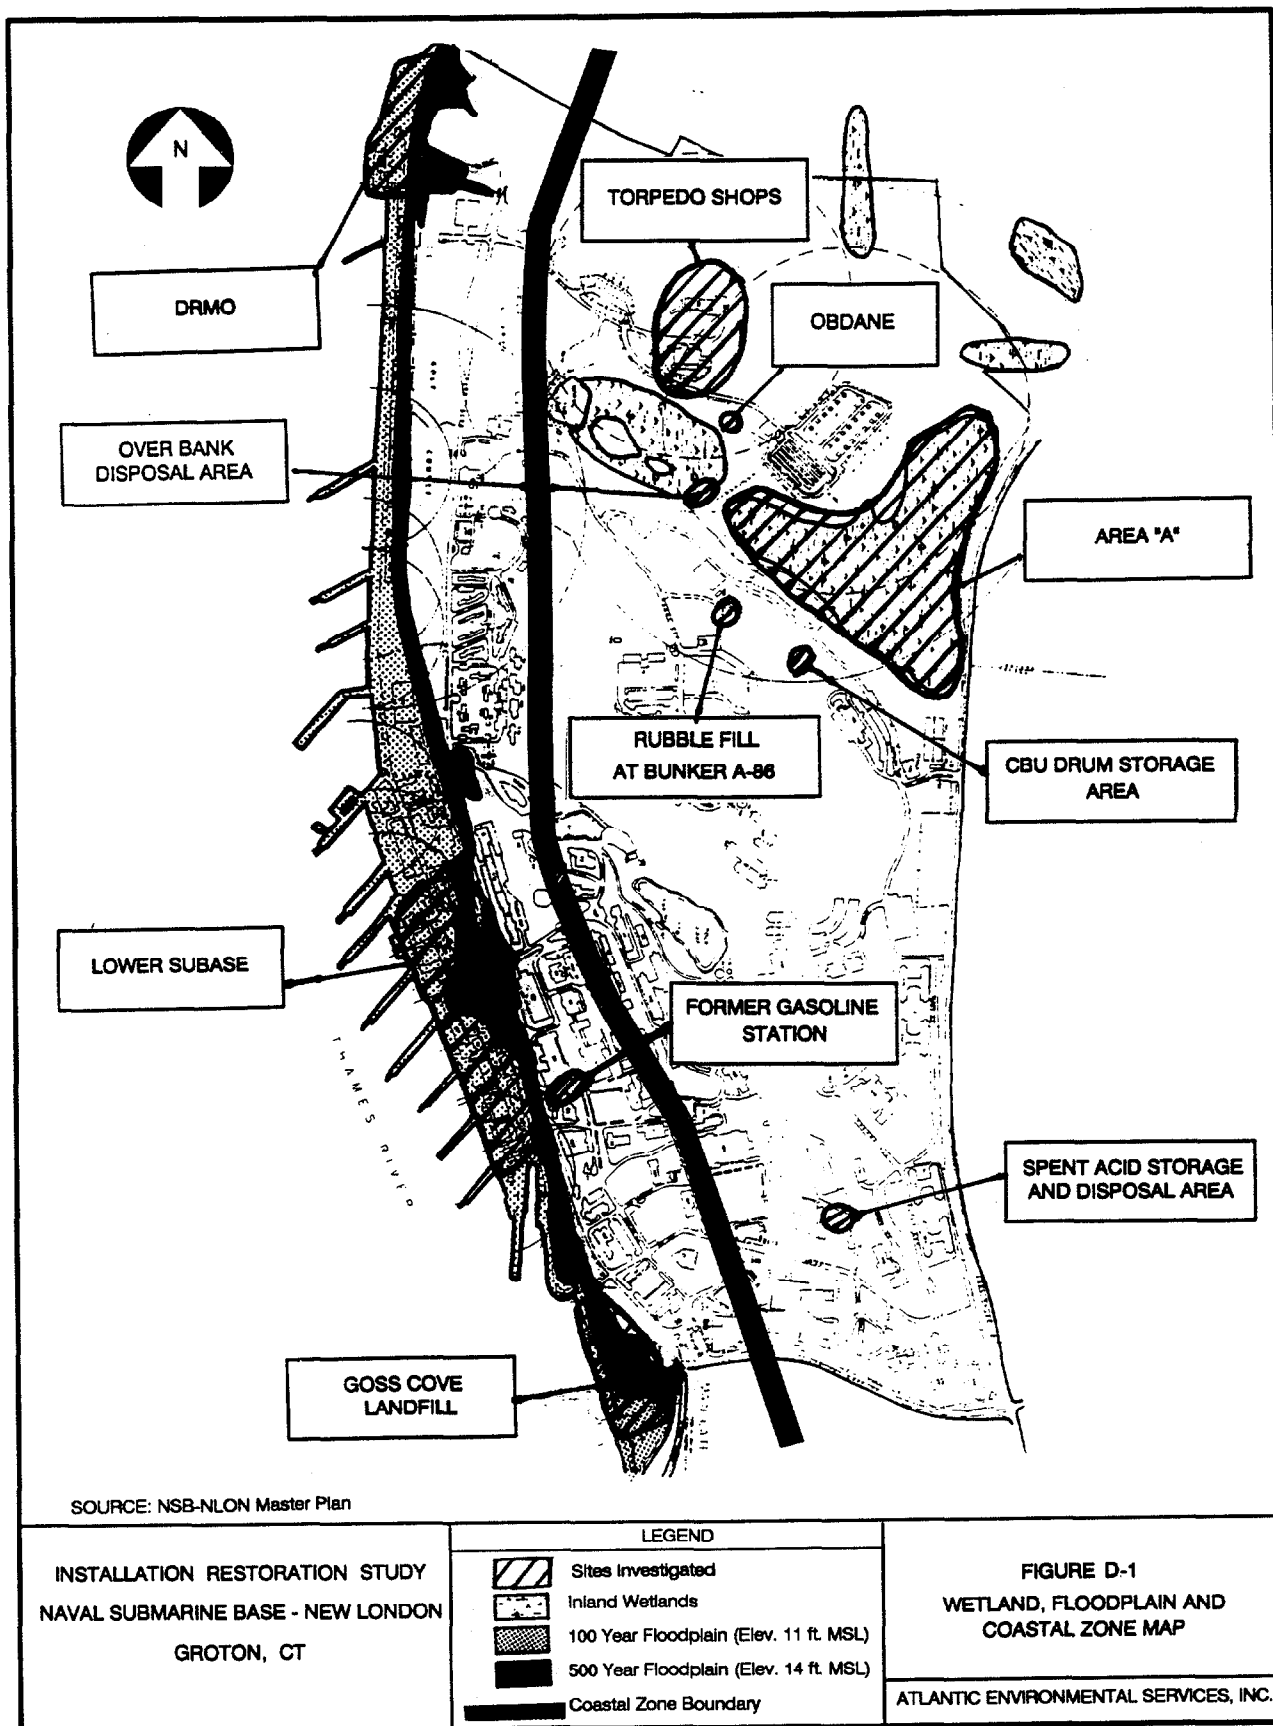 N
TORPEDO SHOPS
DRMO
OBDANE
OVER BANK
DISPOSAL AREA
AREA "A"
RUBBLE FILL
AT BUNKER A-86
CBU DRUM STORAGE
AREA
LOWER SUBASE
FORMER GASOLINE
STATION
THAMES RIVER
SPENT ACID STORAGE
AND DISPOSAL AREA
GOSS COVE
LANDFILL
SOURCE: NSB-NLON Master Plan
INSTALLATION RESTORATION STUDY
NAVAL SUBMARINE BASE - NEW LONDON
GROTON, CT
LEGEND
Sites Investigated
Inland Wetlands
100 Year Floodplain (Elev. 11 ft. MSL)
500 Year Floodplain (Elev. 14 ft. MSL)
Coastal Zone Boundary
FIGURE D-1
WETLAND, FLOODPLAIN AND
COASTAL ZONE MAP
ATLANTIC ENVIRONMENTAL SERVICES, INC.